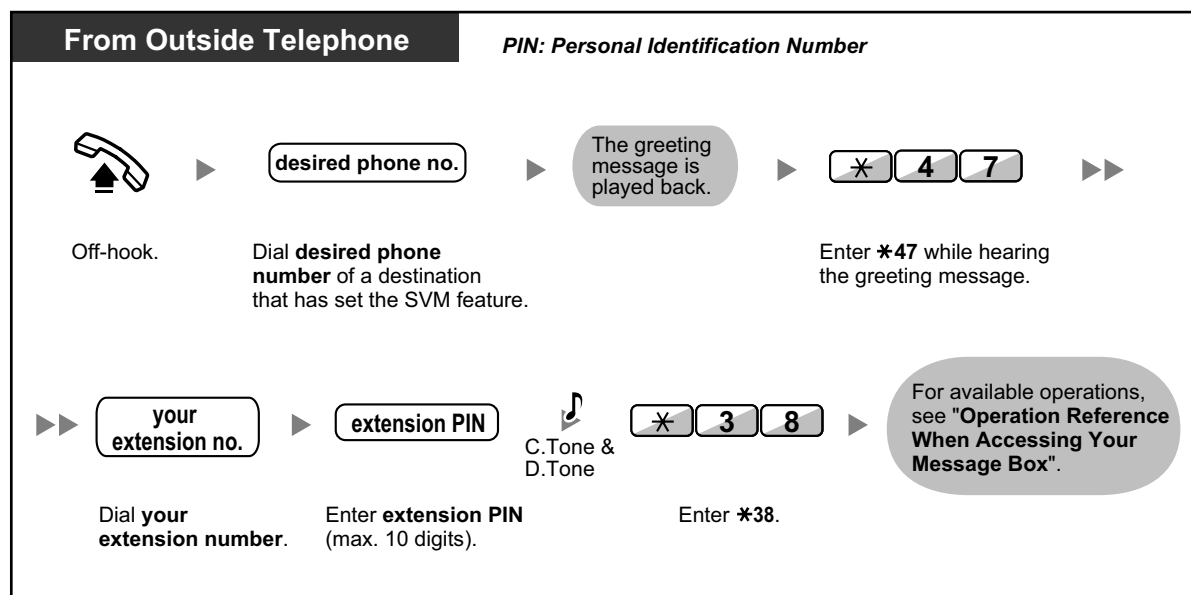 From Outside Telephone
PIN: Personal Identification Number
desired phone no.
The greeting
message is
played back.
* 4 7
Off-hook.
Dial desired phone
number of a destination
that has set the SVM feature.
Enter *47 while hearing
the greeting message.
your
extension no.
extension PIN
C.Tone &
D.Tone
* 3 8
For available operations,
see "Operation Reference
When Accessing Your
Message Box".
Dial your
extension number.
Enter extension PIN
(max. 10 digits).
Enter *38.